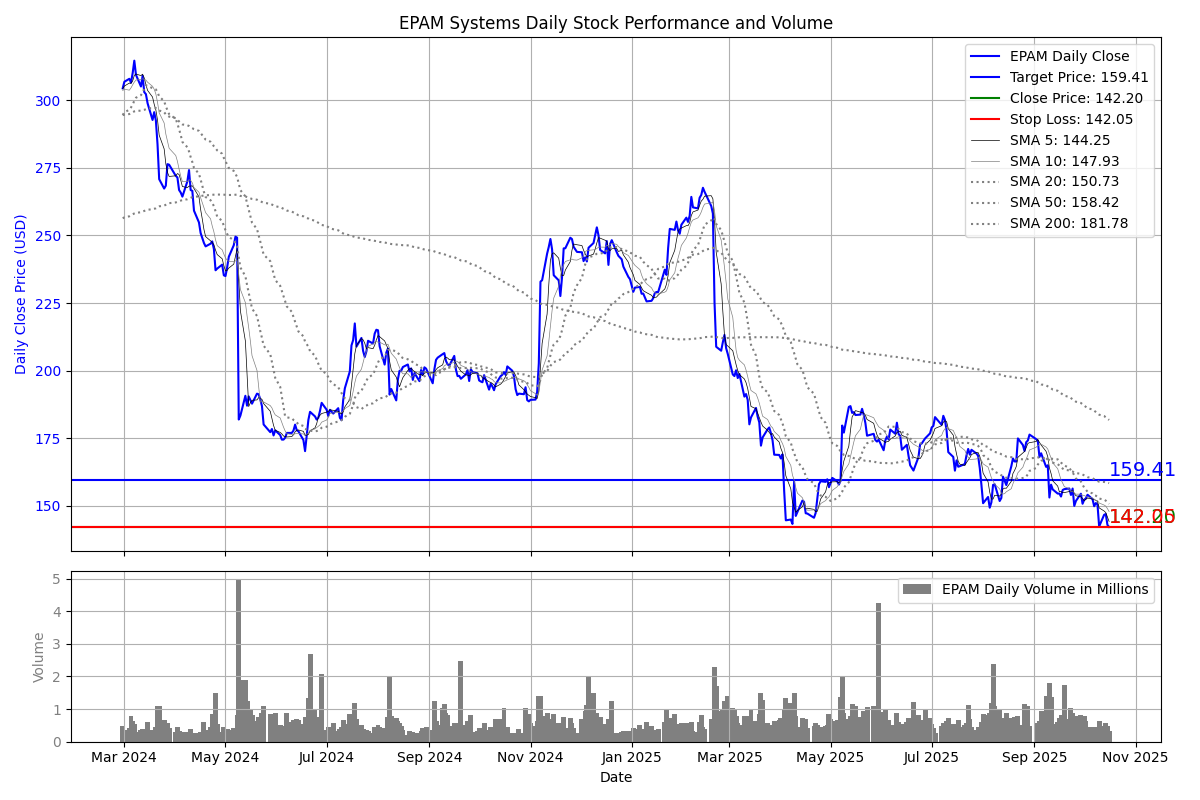 EPAM Systems Daily Stock Performance and Volume
Daily Close Price (USD)
300
275
250
225
200
175
150
EPAM Daily Close
Target Price: 159.41
Close Price: 142.20
Stop Loss: 142.05
SMA 5: 144.25
SMA 10: 147.93
SMA 20: 150.73
SMA 50: 158.42
SMA 200: 181.78
159.41
142.05
Volume
5
4
3
2
1
0
EPAM Daily Volume in Millions
Mar 2024 May 2024 Jul 2024 Sep 2024 Nov 2024 Jan 2025 Mar 2025 May 2025 Jul 2025 Sep 2025 Nov 2025
Date